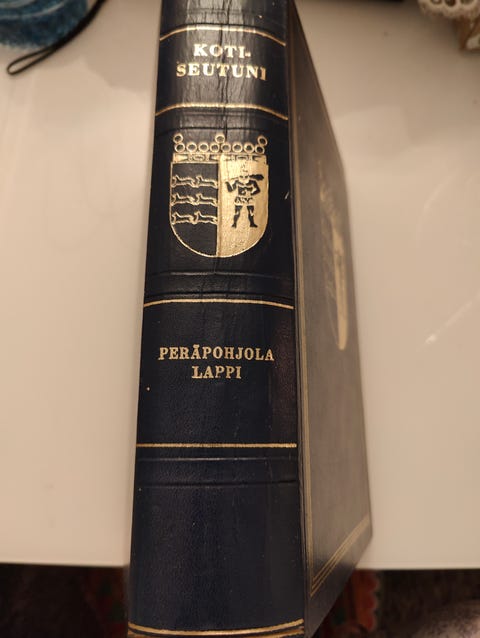 KOTI-
SEUTUNI
PERÄPOHJOLA
LAPPI